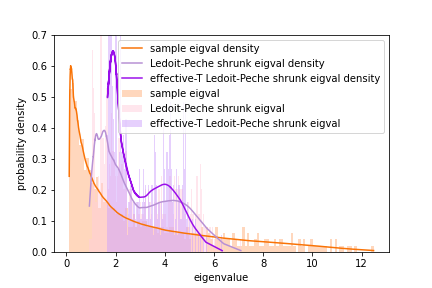 0.7
0.6
0.5
0.4
0.3
0.2
0.1
0.0
probability density
sample eigval density
Ledoit-Peche shrunk eigval density
effective-T Ledoit-Peche shrunk eigval density
sample eigval
Ledoit-Peche shrunk eigval
effective-T Ledoit-Peche shrunk eigval
0 2 4 6 8 10 12
eigenvalue